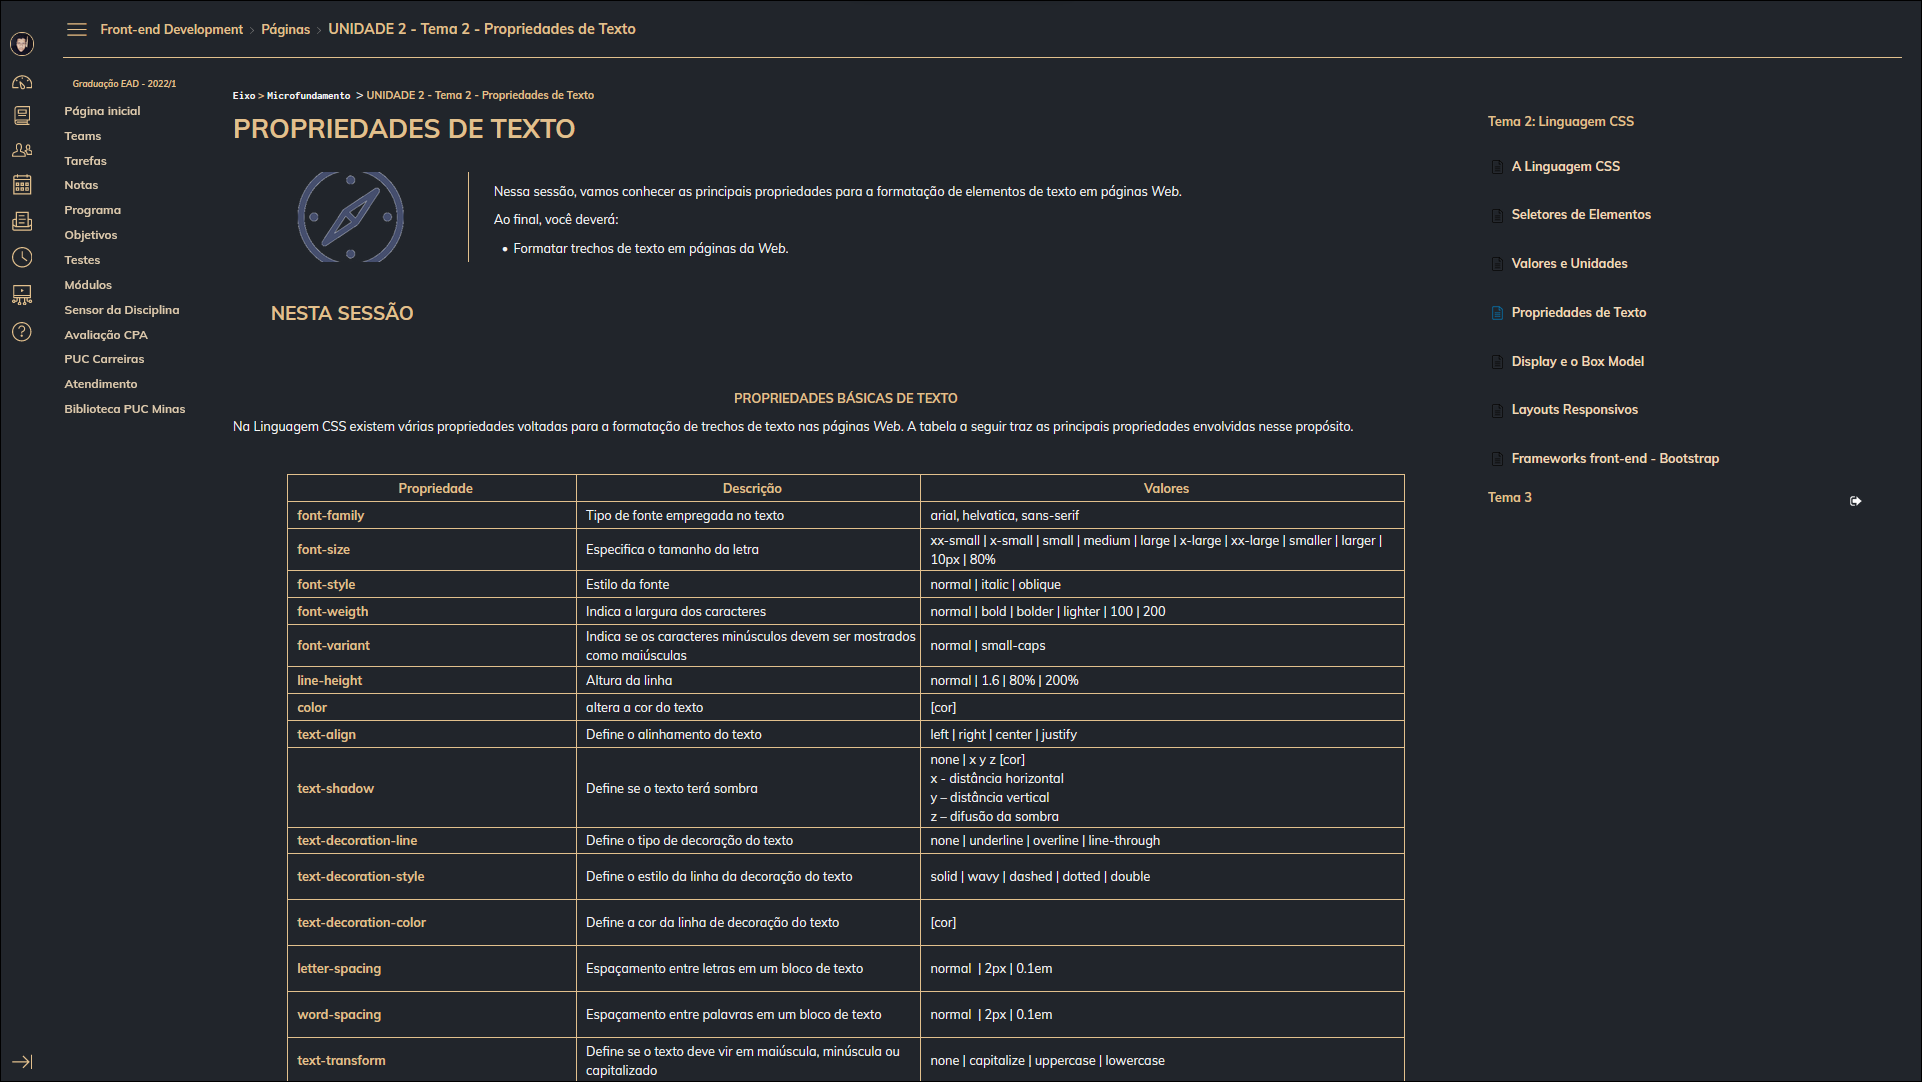 Front-end Development › Páginas › UNIDADE 2 - Tema 2 - Propriedades de Texto
Graduação EAD - 2022/1
Página inicial
Teams
Tarefas
Notas
Programa
Objetivos
Testes
Módulos
Sensor da Disciplina
Avaliação CPA
PUC Carreiras
Atendimento
Biblioteca PUC Minas
Eixo > Microfundamento > UNIDADE 2 - Tema 2 - Propriedades de Texto
PROPRIEDADES DE TEXTO
Nessa sessão, vamos conhecer as principais propriedades para a formatação de elementos de texto em páginas Web.
Ao final, você deverá:
• Formatar trechos de texto em páginas da Web.
NESTA SESSÃO
PROPRIEDADES BÁSICAS DE TEXTO
Na Linguagem CSS existem várias propriedades voltadas para a formatação de trechos de texto nas páginas Web. A tabela a seguir traz as principais propriedades envolvidas nesse propósito.
Propriedade Descrição Valores
font-family Tipo de fonte empregada no texto arial, helvatica, sans-serif
font-size Especifica o tamanho da letra xx-small | x-small | small | medium | large | x-large | xx-large | smaller | larger |
10px | 80%
font-style Estilo da fonte normal | italic | oblique
font-weigth Indica a largura dos caracteres normal | bold | bolder | lighter | 100 | 200
font-variant Indica se os caracteres minúsculos devem ser mostrados
como maiúsculas normal | small-caps
line-height Altura da linha normal | 1.6 | 80% | 200%
color altera a cor do texto [cor]
text-align Define o alinhamento do texto left | right | center | justify
text-shadow Define se o texto terá sombra none | x y z [cor]
x - distância horizontal
y – distância vertical
z – difusão da sombra
text-decoration-line Define o tipo de decoração do texto none | underline | overline | line-through
text-decoration-style Define o estilo da linha da decoração do texto solid | wavy | dashed | dotted | double
text-decoration-color Define a cor da linha de decoração do texto [cor]
letter-spacing Espaçamento entre letras em um bloco de texto normal | 2px | 0.1em
word-spacing Espaçamento entre palavras em um bloco de texto normal | 2px | 0.1em
text-transform Define se o texto deve vir em maiúscula, minúscula ou
capitalizado none | capitalize | uppercase | lowercase
Tema 2: Linguagem CSS
A Linguagem CSS
Seletores de Elementos
Valores e Unidades
Propriedades de Texto
Display e o Box Model
Layouts Responsivos
Frameworks front-end - Bootstrap
Tema 3